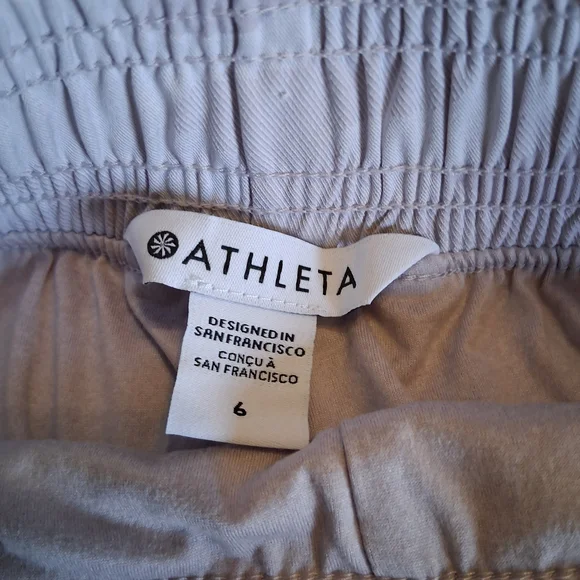 ATHLETA
DESIGNED IN
SAN FRANCISCO
CONÇU À
SAN FRANCISCO
6